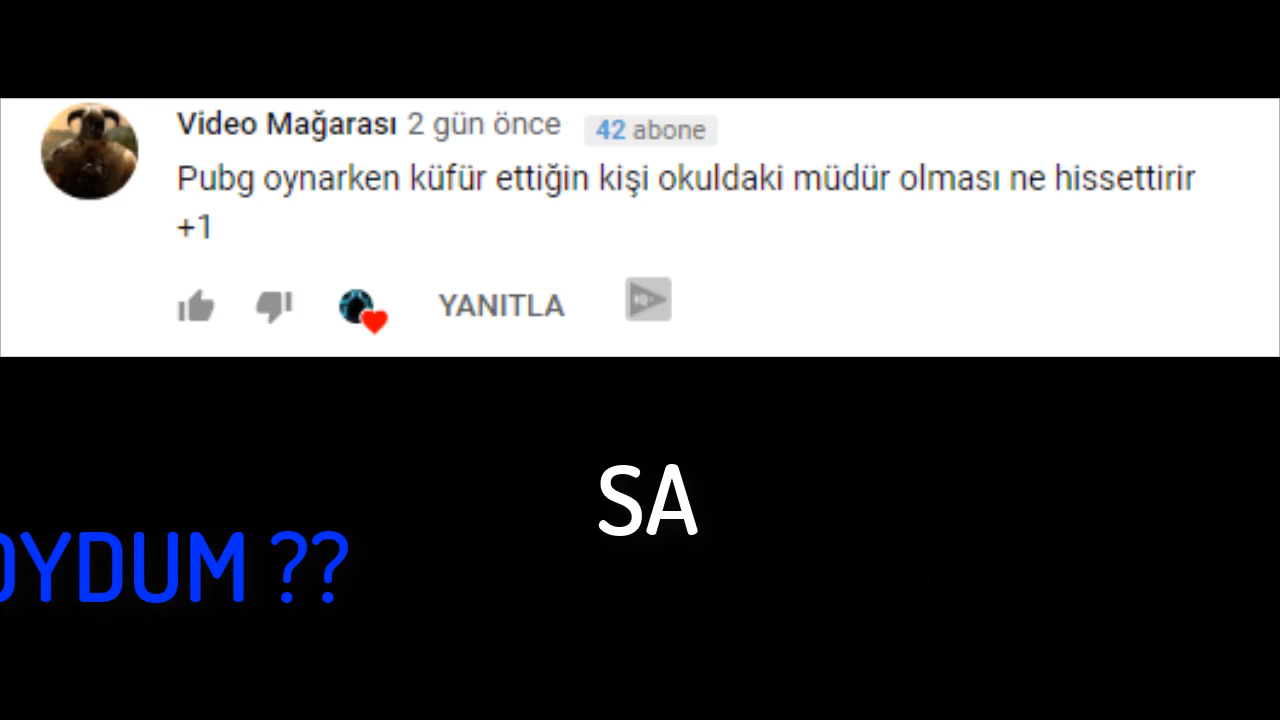 Video Mağarası 2 gün önce 42 abone
Pubg oynarken küfür ettiğin kişi okuldaki müdür olması ne hissettirir
+1
YANITLA
SA
OYDUM ??